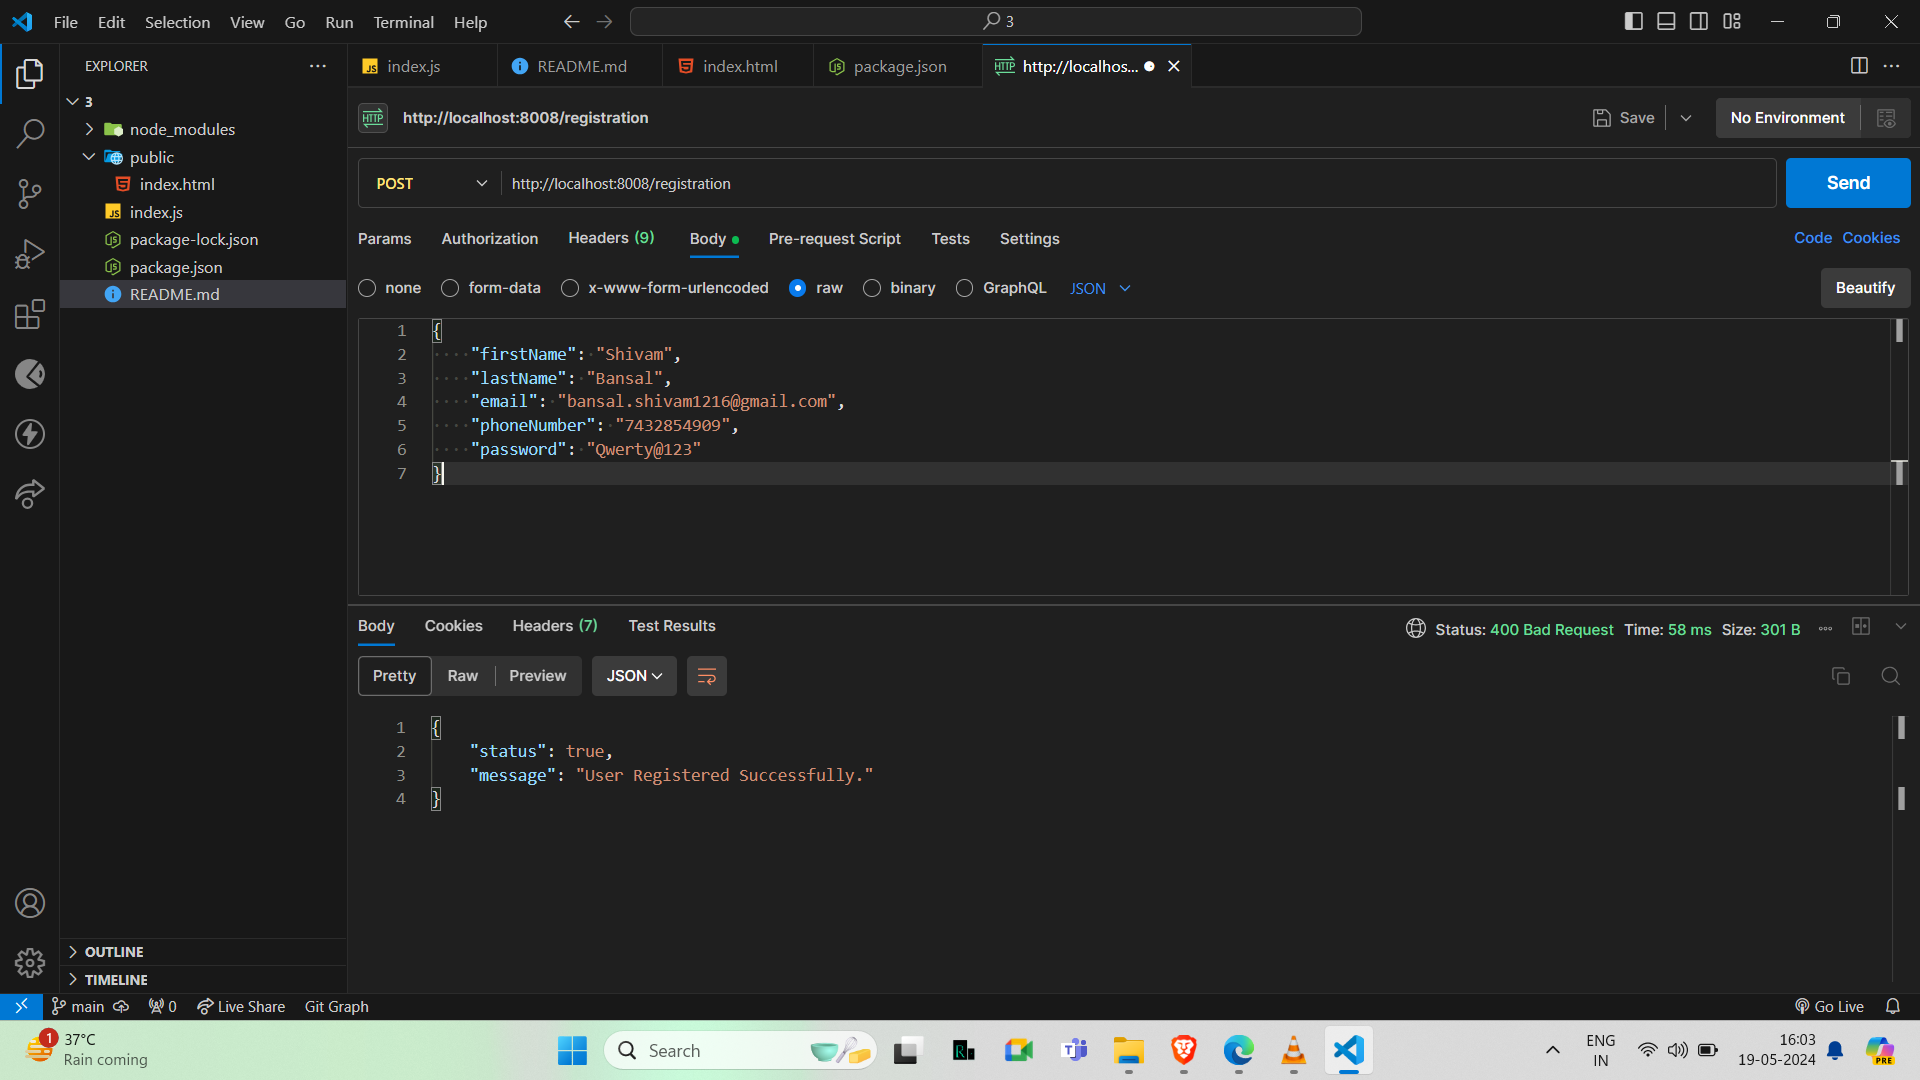 File Edit Selection View Go Run Terminal Help
3
EXPLORER
index.js
README.md
index.html
package.json
http://localhos...
3
node_modules
public
index.html
index.js
package-lock.json
package.json
README.md
HTTP http://localhost:8008/registration
Save
No Environment
POST http://localhost:8008/registration
Send
Params Authorization Headers (9) Body Pre-request Script Tests Settings
Code Cookies
none form-data x-www-form-urlencoded raw binary GraphQL JSON
Beautify
1 {
2 "firstName": "Shivam",
3 "lastName": "Bansal",
4 "email": "bansal.shivam1216@gmail.com",
5 "phoneNumber": "7432854909",
6 "password": "Qwerty@123"
7 }
Body Cookies Headers (7) Test Results
Status: 400 Bad Request Time: 58 ms Size: 301 B
Pretty Raw Preview JSON
1 {
2 "status": true,
3 "message": "User Registered Successfully."
4 }
OUTLINE
TIMELINE
main 0 Live Share Git Graph
Go Live
1
37°C
Rain coming
Search
ENG
IN
16:03
19-05-2024
PRE